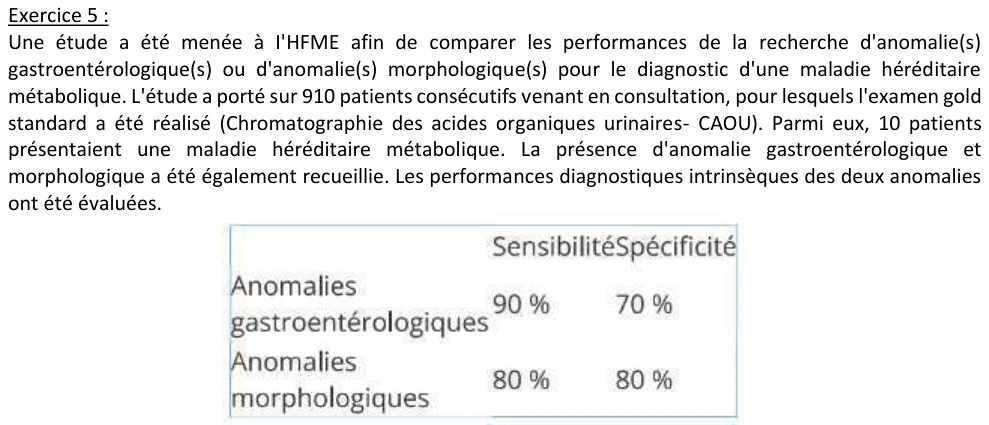 Exercice 5 :
Une étude a été menée à l'HFME afin de comparer les performances de la recherche d'anomalie(s)
gastroentérologique(s) ou d'anomalie(s) morphologique(s) pour le diagnostic d'une maladie héréditaire
métabolique. L'étude a porté sur 910 patients consécutifs venant en consultation, pour lesquels l'examen gold
standard a été réalisé (Chromatographie des acides organiques urinaires- CAOU). Parmi eux, 10 patients
présentaient une maladie héréditaire métabolique. La présence d'anomalie gastroentérologique et
morphologique a été également recueillie. Les performances diagnostiques intrinsèques des deux anomalies
ont été évaluées.
SensibilitéSpécificité
Anomalies
gastroentérologiques 90 % 70 %
Anomalies
morphologiques 80 % 80 %